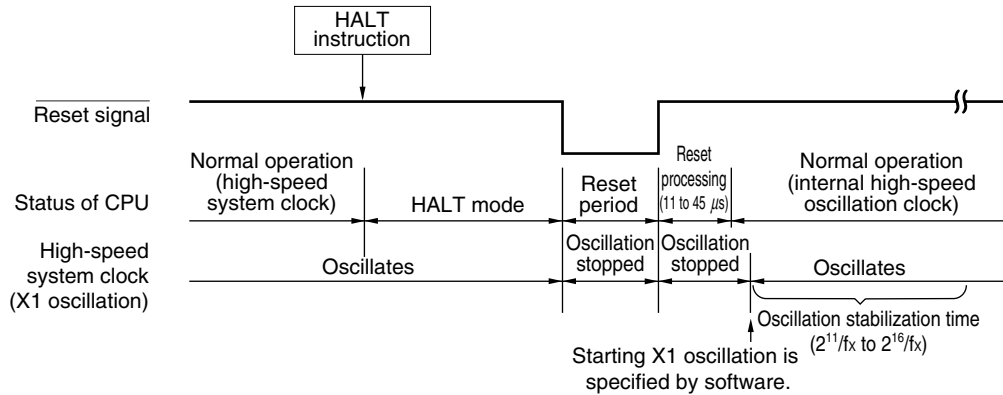 HALT
instruction
Reset signal
Status of CPU
Normal operation
(high-speed
system clock)
HALT mode
Reset
period
Reset
processing
(11 to 45 μs)
Normal operation
(internal high-speed
oscillation clock)
High-speed
system clock
(X1 oscillation)
Oscillates
Oscillation
stopped
Oscillation
stopped
Oscillates
Oscillation stabilization time
(2¹¹/fx to 2¹⁶/fx)
Starting X1 oscillation is
specified by software.